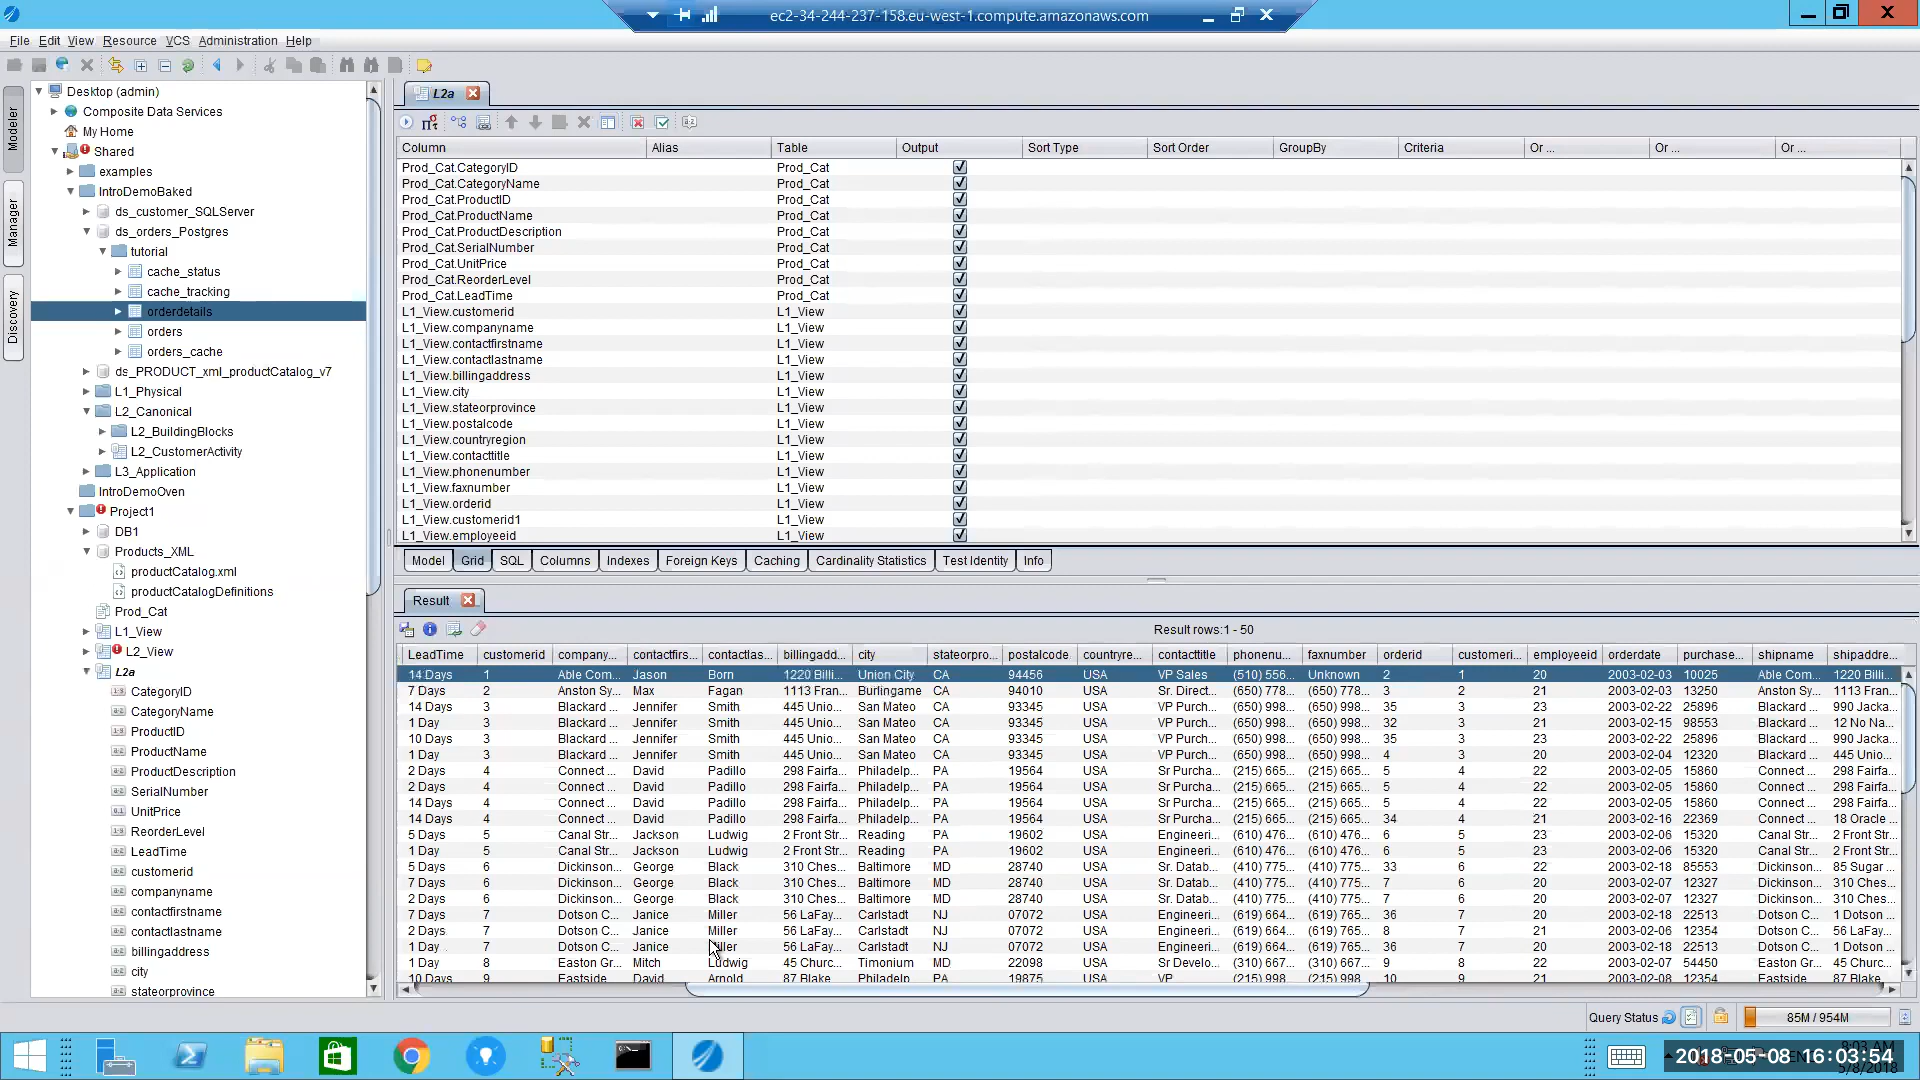 ec2-34-244-237-158.eu-west-1.compute.amazonaws.com
File Edit View Resource VCS Administration Help
Modeler
Manager
Discovery
Desktop (admin)
Composite Data Services
My Home
Shared
examples
IntroDemoBaked
ds_customer_SQLServer
ds_orders_Postgres
tutorial
cache_status
cache_tracking
orderdetails
orders
orders_cache
ds_PRODUCT_xml_productCatalog_v7
L1_Physical
L2_Canonical
L2_BuildingBlocks
L2_CustomerActivity
L3_Application
IntroDemoOven
Project1
DB1
Products_XML
productCatalog.xml
productCatalogDefinitions
Prod_Cat
L1_View
L2_View
L2a
CategoryID
CategoryName
ProductID
ProductName
ProductDescription
SerialNumber
UnitPrice
ReorderLevel
LeadTime
customerid
companyname
contactfirstname
contactlastname
billingaddress
city
stateorprovince
L2a
Column Alias Table Output Sort Type Sort Order GroupBy Criteria Or ... Or ... Or ...
Prod_Cat.CategoryID Prod_Cat
Prod_Cat.CategoryName Prod_Cat
Prod_Cat.ProductID Prod_Cat
Prod_Cat.ProductName Prod_Cat
Prod_Cat.ProductDescription Prod_Cat
Prod_Cat.SerialNumber Prod_Cat
Prod_Cat.UnitPrice Prod_Cat
Prod_Cat.ReorderLevel Prod_Cat
Prod_Cat.LeadTime Prod_Cat
L1_View.customerid L1_View
L1_View.companyname L1_View
L1_View.contactfirstname L1_View
L1_View.contactlastname L1_View
L1_View.billingaddress L1_View
L1_View.city L1_View
L1_View.stateorprovince L1_View
L1_View.postalcode L1_View
L1_View.countryregion L1_View
L1_View.contacttitle L1_View
L1_View.phonenumber L1_View
L1_View.faxnumber L1_View
L1_View.orderid L1_View
L1_View.customerid1 L1_View
L1_View.employeeid L1_View
Model Grid SQL Columns Indexes Foreign Keys Caching Cardinality Statistics Test Identity Info
Result
Result rows:1 - 50
LeadTime customerid company... contactfirs... contactlas... billingadd... city stateorpro... postalcode countryre... contacttitle phonenu... faxnumber orderid customeri... employeeid orderdate purchase... shipname shipaddre...
14 Days 1 Able Com... Jason Born 1220 Billi... Union City CA 94456 USA VP Sales (510) 556... Unknown 2 1 20 2003-02-03 10025 Able Com... 1220 Billi...
7 Days 2 Anston Sy... Max Fagan 1113 Fran... Burlingame CA 94010 USA Sr. Direct... (650) 778... (650) 778... 3 2 21 2003-02-03 13250 Anston Sy... 1113 Fran...
14 Days 3 Blackard ... Jennifer Smith 445 Unio... San Mateo CA 93345 USA VP Purch... (650) 998... (650) 998... 35 3 23 2003-02-22 25896 Blackard ... 990 Jacka...
1 Day 3 Blackard ... Jennifer Smith 445 Unio... San Mateo CA 93345 USA VP Purch... (650) 998... (650) 998... 32 3 21 2003-02-15 98553 Blackard ... 12 No Na...
10 Days 3 Blackard ... Jennifer Smith 445 Unio... San Mateo CA 93345 USA VP Purch... (650) 998... (650) 998... 35 3 23 2003-02-22 25896 Blackard ... 990 Jacka...
1 Day 3 Blackard ... Jennifer Smith 445 Unio... San Mateo CA 93345 USA VP Purch... (650) 998... (650) 998... 4 3 20 2003-02-04 12320 Blackard ... 445 Unio...
1 Days 4 Connect ... David Padillo 298 Fairfa... Philadelp... PA 19564 USA Sr Purcha... (215) 665... (215) 665... 5 4 22 2003-02-05 15860 Connect ... 298 Fairfa...
2 Days 4 Connect ... David Padillo 298 Fairfa... Philadelp... PA 19564 USA Sr Purcha... (215) 665... (215) 665... 5 4 22 2003-02-05 15860 Connect ... 298 Fairfa...
14 Days 4 Connect ... David Padillo 298 Fairfa... Philadelp... PA 19564 USA Sr Purcha... (215) 665... (215) 665... 5 4 22 2003-02-05 15860 Connect ... 298 Fairfa...
14 Days 4 Connect ... David Padillo 298 Fairfa... Philadelp... PA 19564 USA Sr Purcha... (215) 665... (215) 665... 34 4 21 2003-02-16 22369 Connect ... 18 Oracle ...
5 Days 5 Canal Str... Jackson Ludwig 2 Front Str... Reading PA 19602 USA Engineeri... (610) 476... (610) 476... 6 5 23 2003-02-06 15320 Canal Str... 2 Front Str...
1 Day 5 Canal Str... Jackson Ludwig 2 Front Str... Reading PA 19602 USA Engineeri... (610) 476... (610) 476... 6 5 23 2003-02-06 15320 Canal Str... 2 Front Str...
5 Days 6 Dickinson... George Black 310 Ches... Baltimore MD 28740 USA Sr. Datab... (410) 775... (410) 775... 33 6 22 2003-02-18 85553 Dickinson... 85 Sugar ...
7 Days 6 Dickinson... George Black 310 Ches... Baltimore MD 28740 USA Sr. Datab... (410) 775... (410) 775... 7 6 20 2003-02-07 12327 Dickinson... 310 Ches...
2 Days 6 Dickinson... George Black 310 Ches... Baltimore MD 28740 USA Sr. Datab... (410) 775... (410) 775... 7 6 20 2003-02-07 12327 Dickinson... 310 Ches...
7 Days 7 Dotson C... Janice Miller 56 LaFay... Carlstadt NJ 07072 USA Engineeri... (619) 664... (619) 765... 36 7 20 2003-02-18 22513 Dotson C... 1 Dotson ...
2 Days 7 Dotson C... Janice Miller 56 LaFay... Carlstadt NJ 07072 USA Engineeri... (619) 664... (619) 765... 8 7 21 2003-02-06 12354 Dotson C... 56 LaFay...
1 Day 7 Dotson C... Janice Miller 56 LaFay... Carlstadt NJ 07072 USA Engineeri... (619) 664... (619) 765... 36 7 20 2003-02-18 22513 Dotson C... 1 Dotson ...
1 Day 8 Easton Gr... Mitch Ludwig 45 Churc... Timonium MD 22098 USA Sr Develo... (310) 667... (310) 667... 9 8 22 2003-02-07 54450 Easton Gr... 45 Churc...
10 Days 9 Eastside David Arnold 87 Blake PA 19875 USA VP (215) 998 (215) 998 10 9 21 2003-02-08 12354 Eastside 87 Blake
Query Status 85M / 954M
2018-05-08 16:03:54
5/8/2018